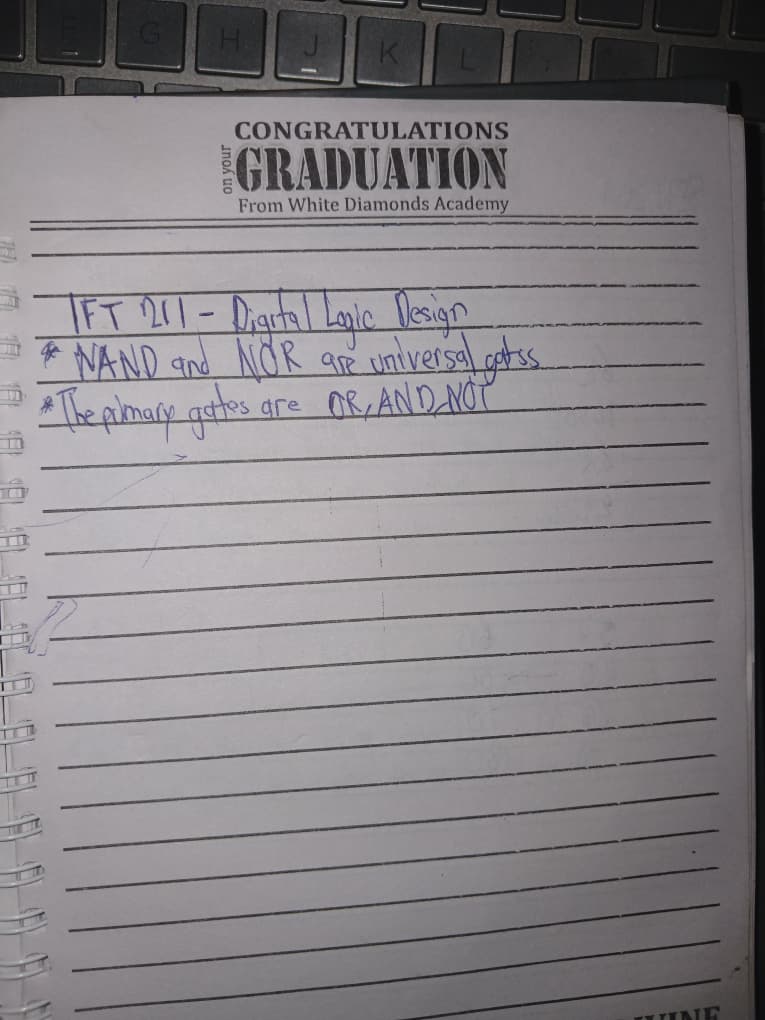 E G H J K L ;
CONGRATULATIONS
on your
GRADUATION
From White Diamonds Academy
IFT 211 - Digital Logic Design
* NAND and NOR are universal gates
* The primary gates are OR, AND, NOT